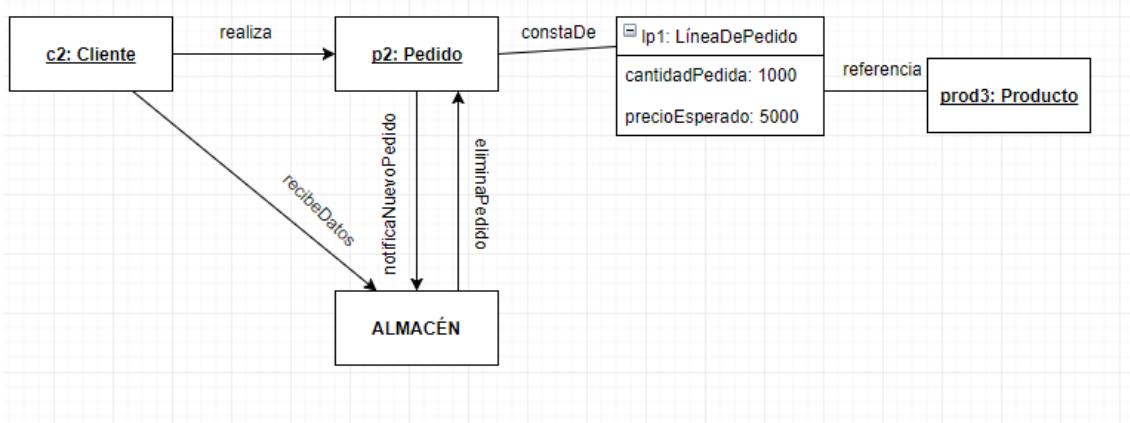 realiza
c2: Cliente
p2: Pedido
constaDe
lp1: LíneaDePedido
cantidadPedida: 1000
precioEsperado: 5000
referencia
prod3: Producto
recibeDatos
notificaNuevoPedido
eliminaPedido
ALMACÉN